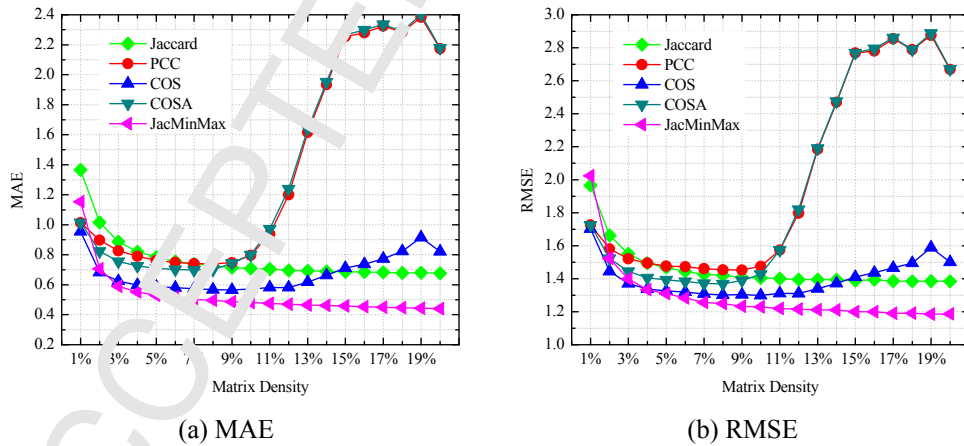 2.4
2.2
2.0
1.8
1.6
1.4
1.2
1.0
0.8
0.6
0.4
0.2
MAE
Jaccard
PCC
COS
COSA
JacMinMax
1% 3% 5% 7% 9% 11% 13% 15% 17% 19%
Matrix Density
(a) MAE
3.0
2.8
2.6
2.4
2.2
2.0
1.8
1.6
1.4
1.2
1.0
RMSE
Jaccard
PCC
COS
COSA
JacMinMax
1% 3% 5% 7% 9% 11% 13% 15% 17% 19%
Matrix Density
(b) RMSE